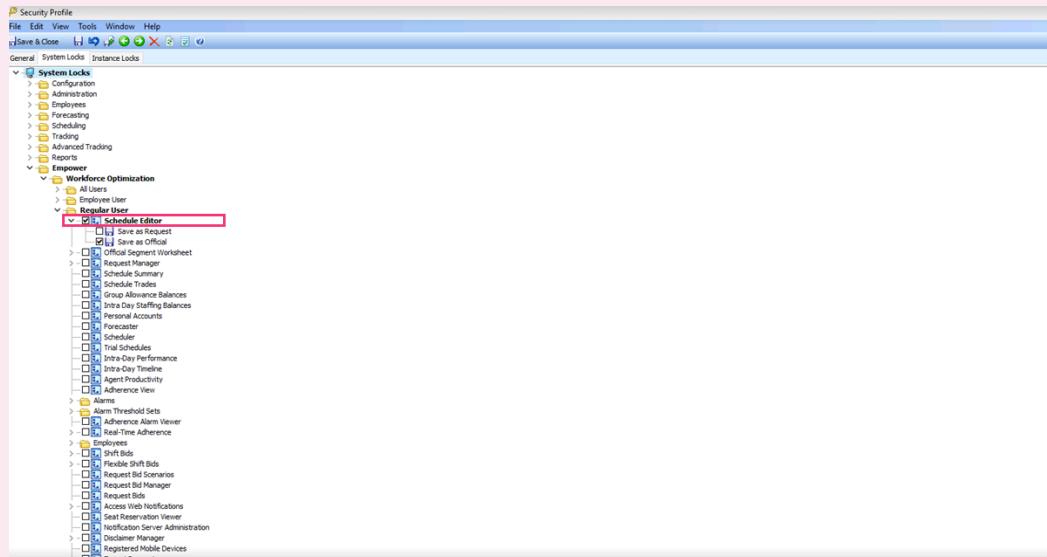 Security Profile
File Edit View Tools Window Help
Save & Close
General System Locks Instance Locks
System Locks
Configuration
Administration
Employees
Forecasting
Scheduling
Tracking
Advanced Tracking
Reports
Empower
Workforce Optimization
All Users
Employee User
Regular User
Schedule Editor
Save as Request
Save as Official
Official Segment Worksheet
Request Manager
Schedule Summary
Schedule Trades
Group Allowance Balances
Intra Day Staffing Balances
Personal Accounts
Forecaster
Scheduler
Trial Schedules
Intra-Day Performance
Intra-Day Timeline
Agent Productivity
Adherence View
Alarms
Alarm Threshold Sets
Adherence Alarm Viewer
Real-Time Adherence
Employees
Shift Bids
Flexible Shift Bids
Request Bid Scenarios
Request Bid Manager
Request Bids
Access Web Notifications
Seat Reservation Viewer
Notification Server Administration
Disclaimer Manager
Registered Mobile Devices